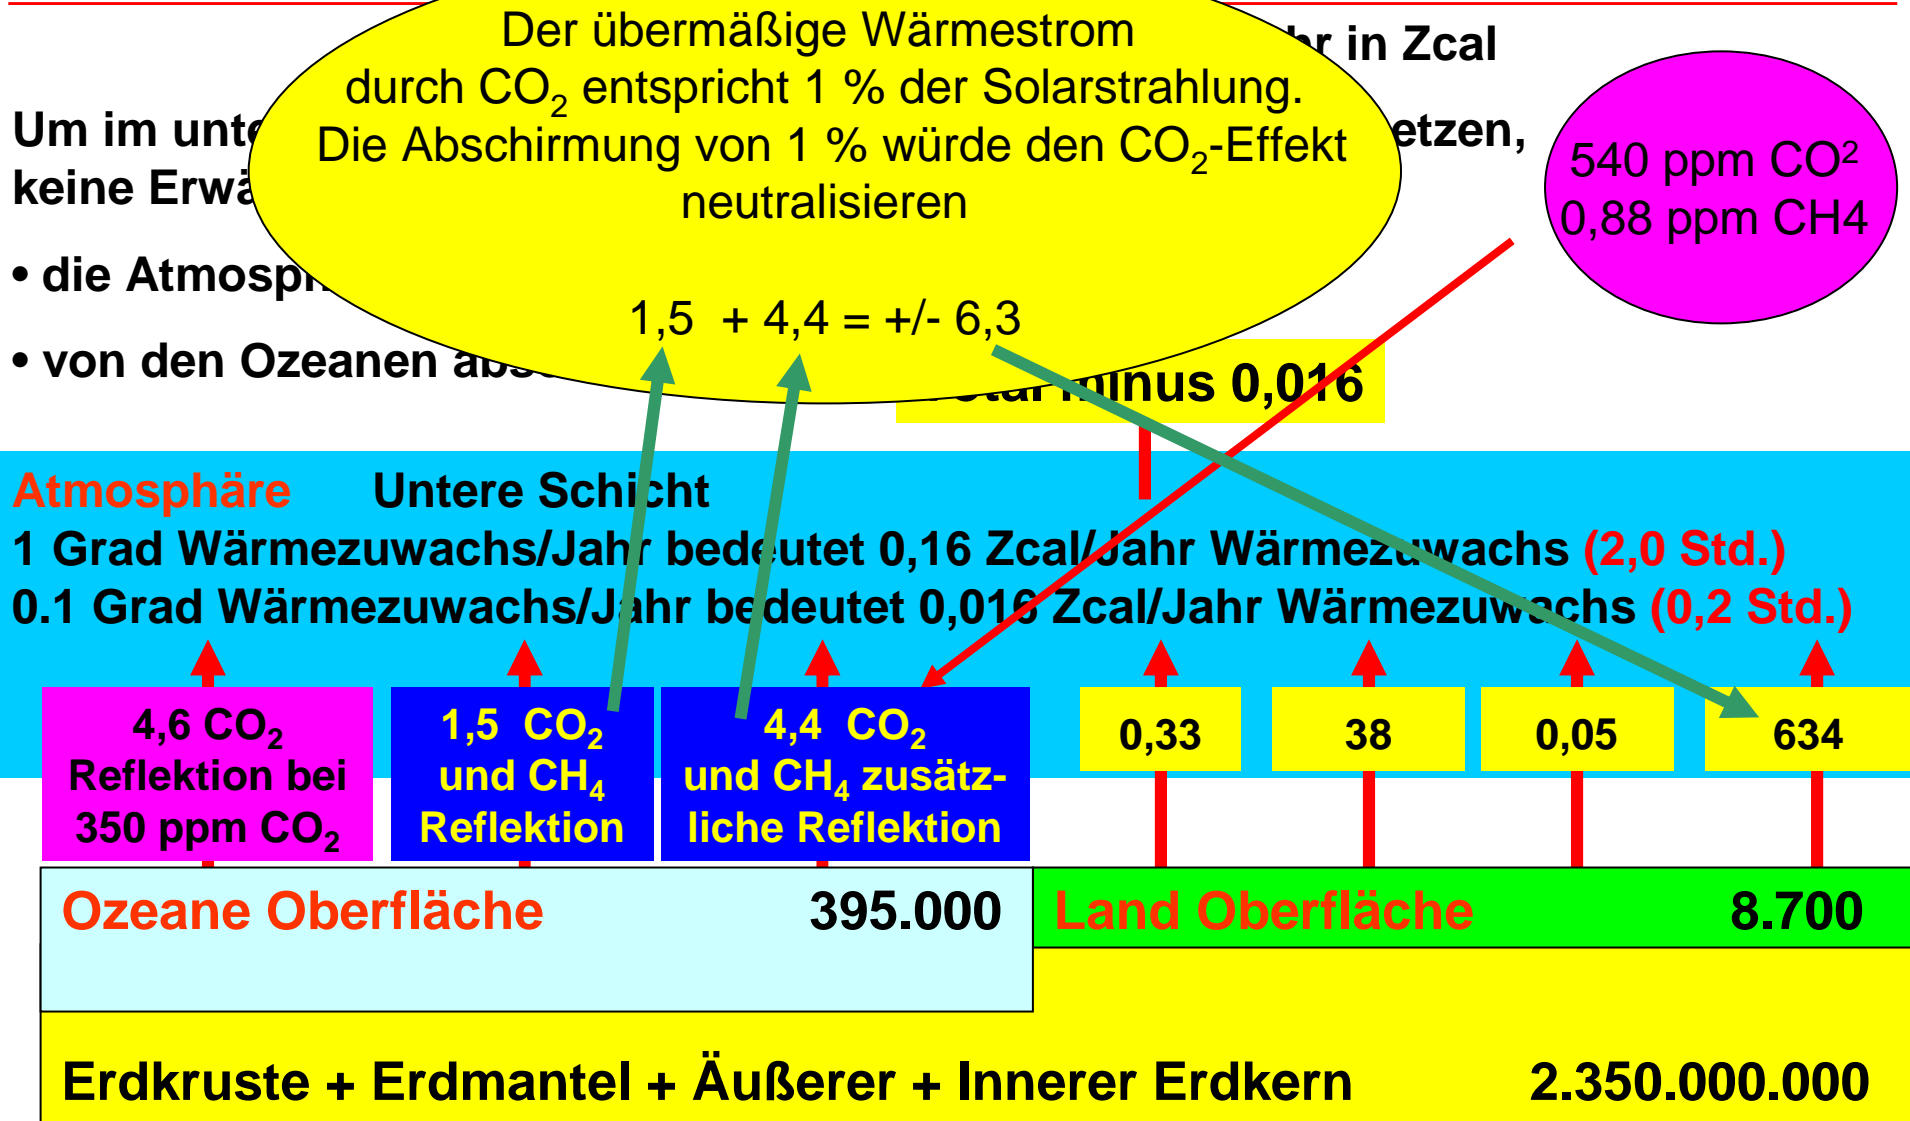 Der übermäßige Wärmestrom
durch CO₂ entspricht 1 % der Solarstrahlung.
Die Abschirmung von 1 % würde den CO₂-Effekt
neutralisieren
1,5 + 4,4 = +/- 6,3
in Zcal
Um im
keine
• die
• von den Ozeanen
540 ppm CO²
0,88 ppm CH4
minus 0,016
Atmosphäre Untere Schicht
1 Grad Wärmezuwachs/Jahr bedeutet 0,16 Zcal/Jahr Wärmezuwachs (2,0 Std.)
0.1 Grad Wärmezuwachs/Jahr bedeutet 0,016 Zcal/Jahr Wärmezuwachs (0,2 Std.)
4,6 CO₂
Reflektion bei
350 ppm CO₂
1,5 CO₂
und CH₄
Reflektion
4,4 CO₂
und CH₄ zusätz-
liche Reflektion
0,33
38
0,05
634
Ozeane Oberfläche 395.000
Land Oberfläche 8.700
Erdkruste + Erdmantel + Äußerer + Innerer Erdkern 2.350.000.000